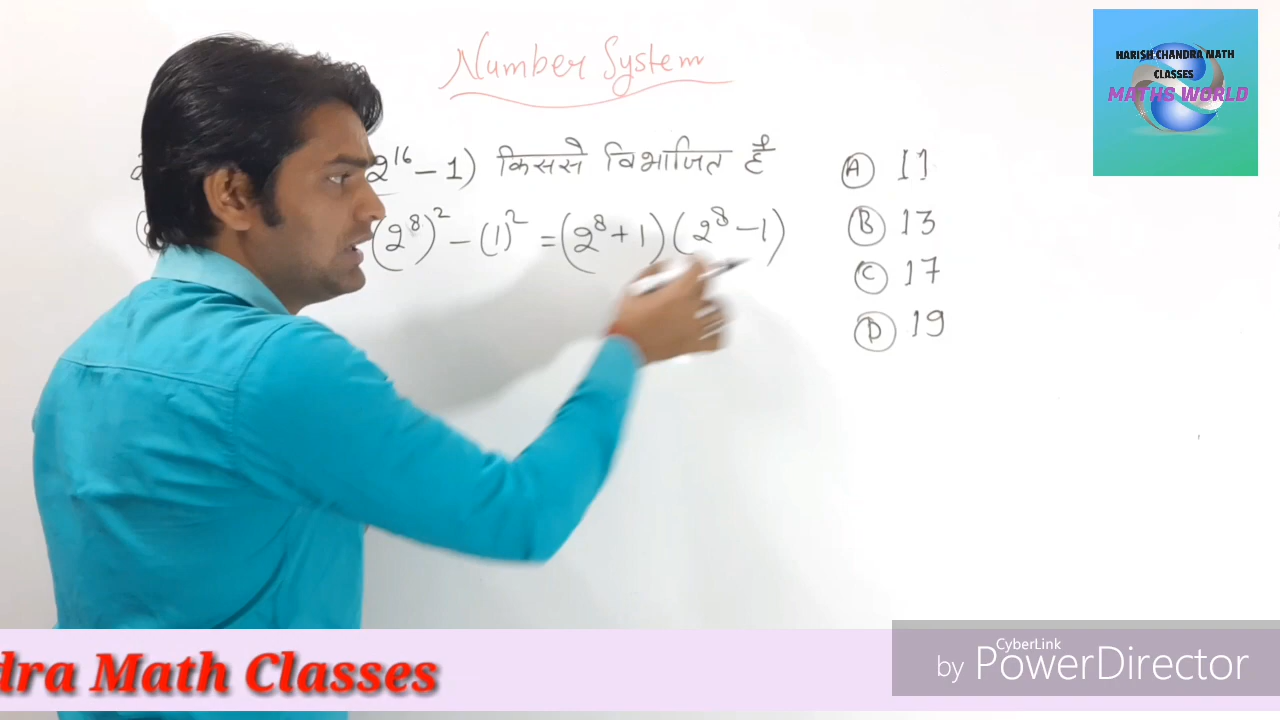 Number System
2¹⁶ – 1) किससे विभाजित है
(2⁸)² – (1)² = (2⁸ + 1) (2⁸ – 1)
(A) 11
(B) 13
(C) 17
(D) 19
HARISH CHANDRA MATH
CLASSES
MATHS WORLD
dra Math Classes
CyberLink
by PowerDirector